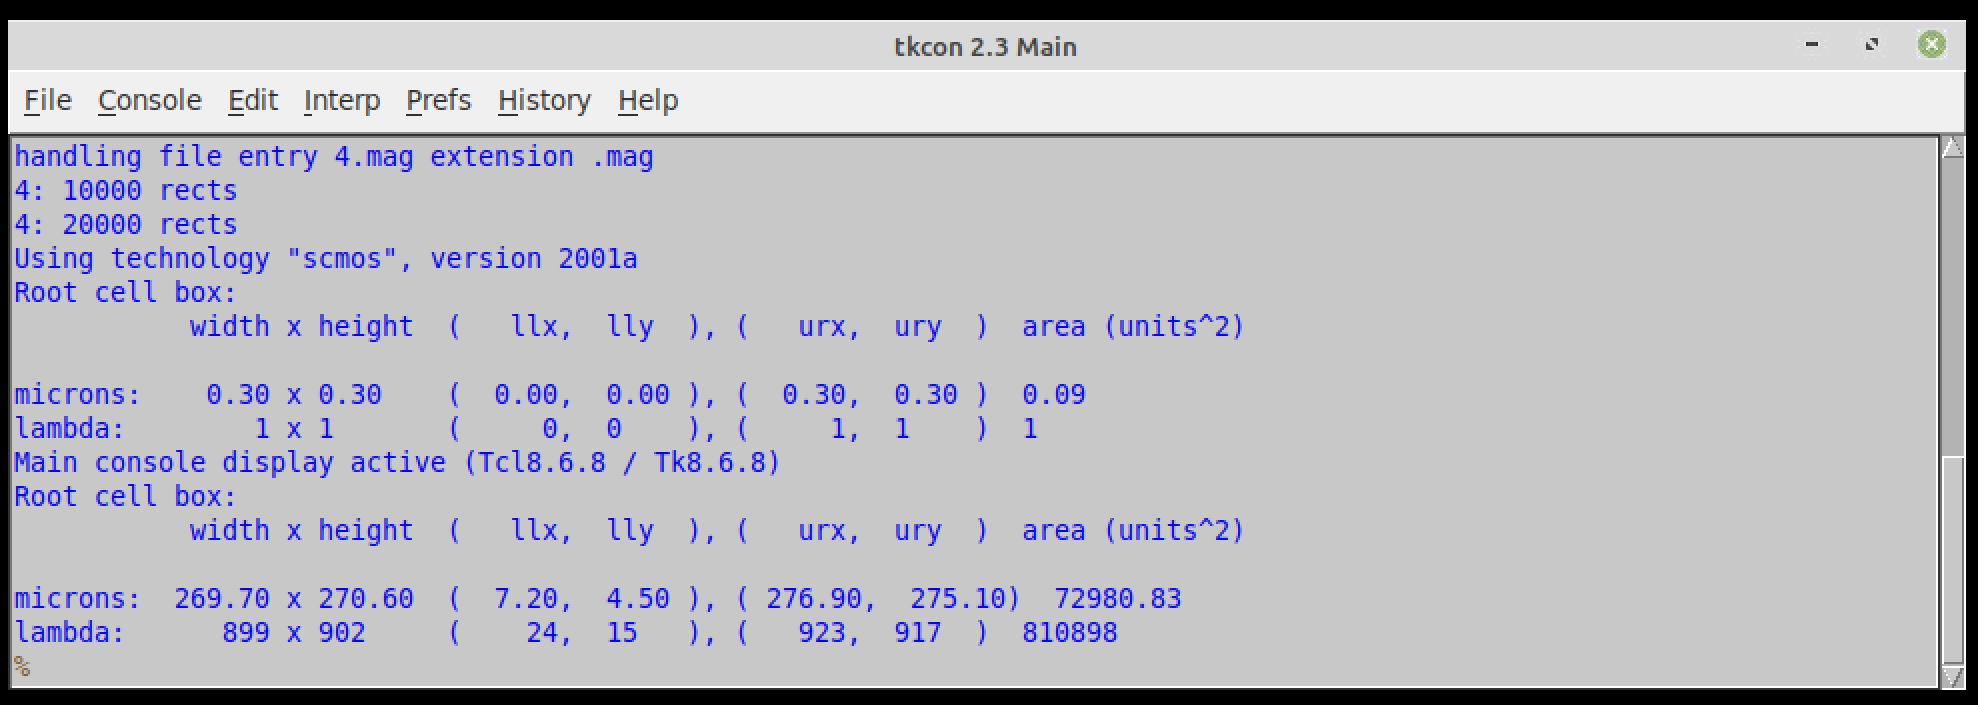 tkcon 2.3 Main
File Console Edit Interp Prefs History Help
handling file entry 4.mag extension .mag
4: 10000 rects
4: 20000 rects
Using technology "scmos", version 2001a
Root cell box:
           width x height  (   llx,  lly  ), (   urx,  ury  )  area (units^2)
microns:    0.30 x 0.30    (  0.00,  0.00 ), (  0.30,  0.30 )  0.09
lambda:        1 x 1       (     0,  0    ), (     1,  1    )  1
Main console display active (Tcl8.6.8 / Tk8.6.8)
Root cell box:
           width x height  (   llx,  lly  ), (   urx,  ury  )  area (units^2)
microns:  269.70 x 270.60  (  7.20,  4.50 ), ( 276.90,  275.10)  72980.83
lambda:      899 x 902     (    24,  15   ), (   923,  917  )  810898
%